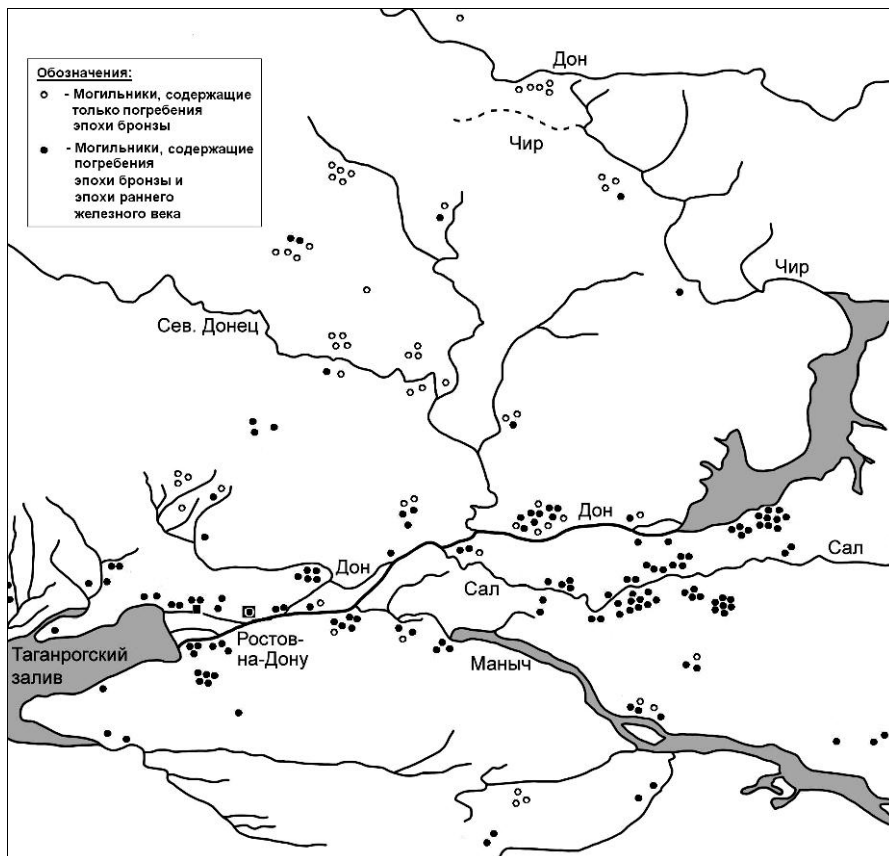 Обозначения:
- Могильники, содержащие
только погребения
эпохи бронзы
- Могильники, содержащие
погребения
эпохи бронзы и
эпохи раннего
железного века
Дон
Чир
Чир
Сев. Донец
Дон
Сал
Дон
Сал
Ростов-
на-Дону
Таганрогский
залив
Маныч